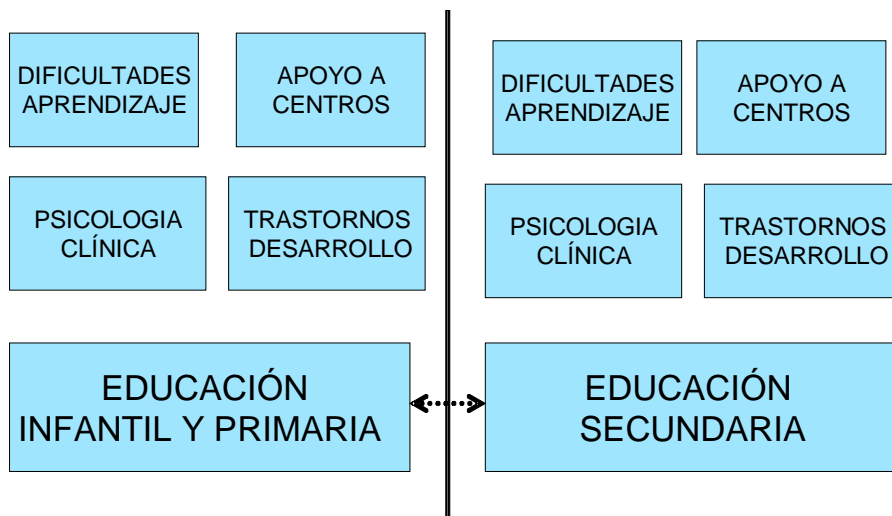 DIFICULTADES
APRENDIZAJE
APOYO A
CENTROS
PSICOLOGIA
CLÍNICA
TRASTORNOS
DESARROLLO
EDUCACIÓN
INFANTIL Y PRIMARIA
DIFICULTADES
APRENDIZAJE
APOYO A
CENTROS
PSICOLOGIA
CLÍNICA
TRASTORNOS
DESARROLLO
EDUCACIÓN
SECUNDARIA